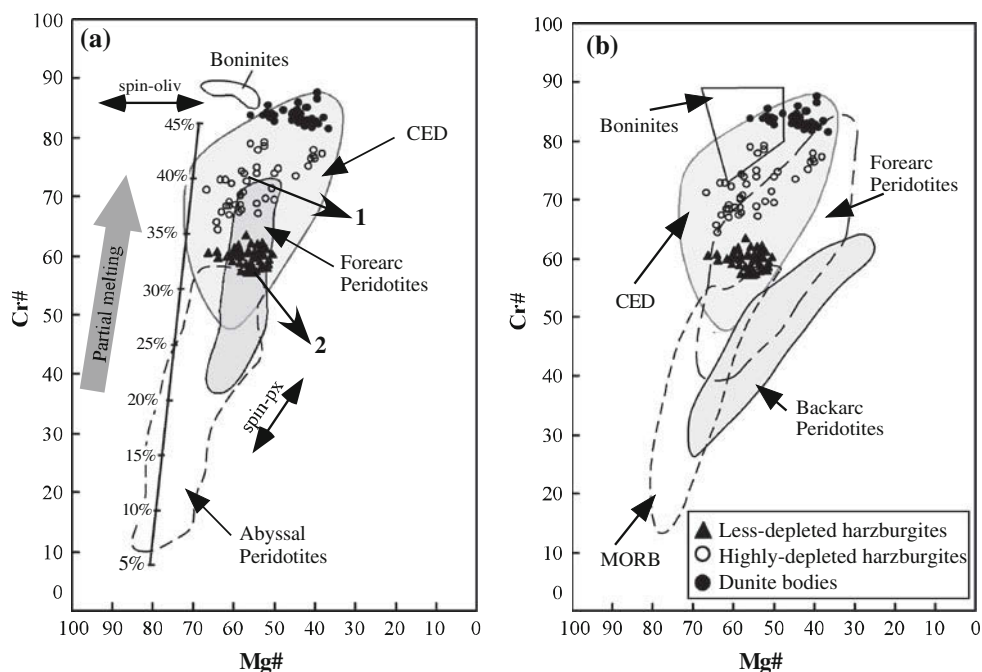 (a)
100
90
80
70
60
50
40
30
20
10
0
Cr#
100 90 80 70 60 50 40 30 20 10 0
Mg#
Boninites
spin-oliv
45%
40%
35%
30%
25%
20%
15%
10%
5%
CED
1
Forearc
Peridotites
2
Partial melting
spin-px
Abyssal
Peridotites
(b)
100
90
80
70
60
50
40
30
20
10
0
Cr#
100 90 80 70 60 50 40 30 20 10 0
Mg#
Boninites
Forearc
Peridotites
CED
Backarc
Peridotites
MORB
Less-depleted harzburgites
Highly-depleted harzburgites
Dunite bodies